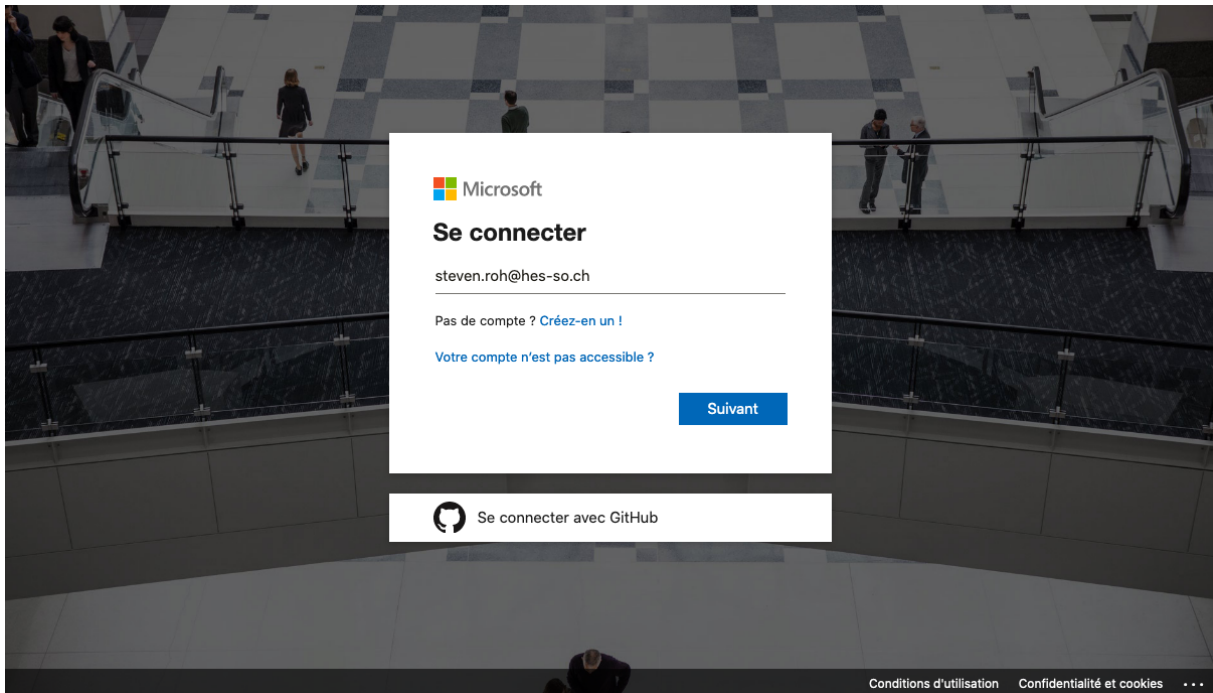 Microsoft
Se connecter
steven.roh@hes-so.ch
Pas de compte ? Créez-en un !
Votre compte n'est pas accessible ?
Suivant
Se connecter avec GitHub
Conditions d'utilisation Confidentialité et cookies ...